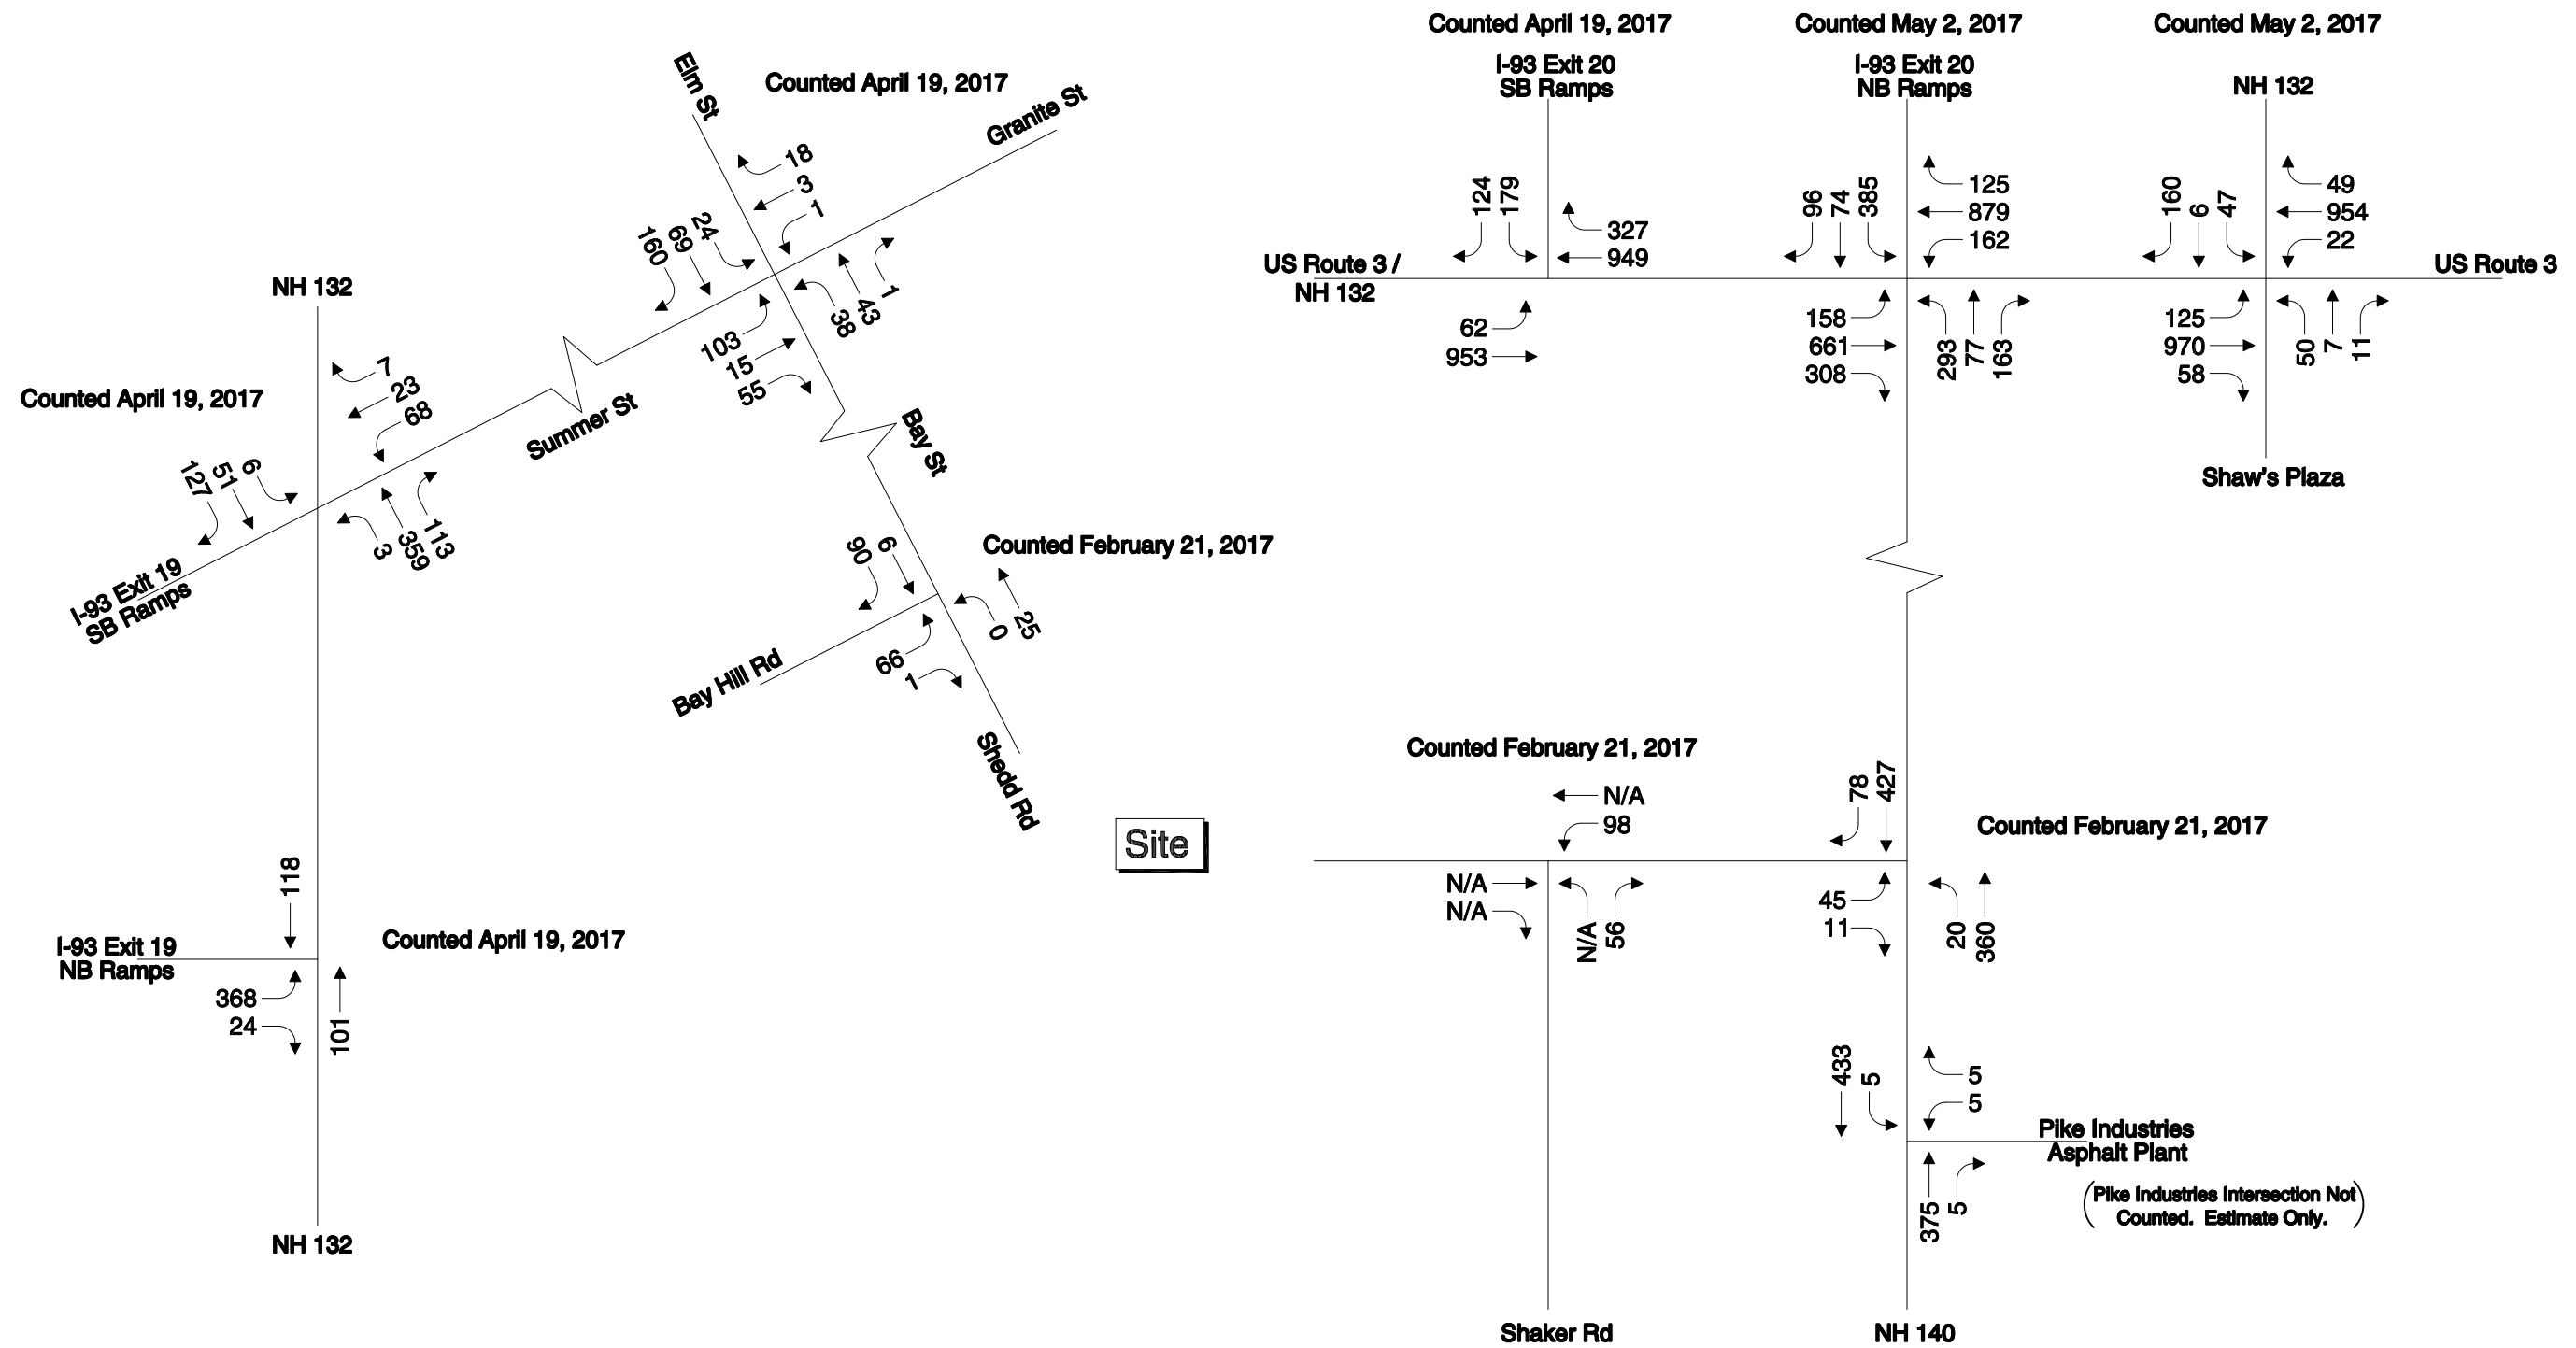 Counted April 19, 2017
Elm St
Granite St
18
3
1
24
69
160
1
43
38
103
15
55
NH 132
Counted April 19, 2017
7
23
68
Summer St
6
51
127
113
359
3
I-93 Exit 19
SB Ramps
Bay St
Counted February 21, 2017
6
90
25
0
66
1
Bay Hill Rd
Shedd Rd
Site
118
I-93 Exit 19
NB Ramps
Counted April 19, 2017
368
24
101
NH 132
Counted April 19, 2017
I-93 Exit 20
SB Ramps
124
179
327
949
US Route 3 /
NH 132
62
953
Counted May 2, 2017
I-93 Exit 20
NB Ramps
96
74
385
125
879
162
158
661
308
293
77
163
Counted May 2, 2017
NH 132
160
6
47
49
954
22
US Route 3
125
970
58
50
7
11
Shaw's Plaza
Counted February 21, 2017
N/A
98
N/A
N/A
N/A
56
Shaker Rd
78
427
Counted February 21, 2017
45
11
20
360
433
5
5
5
Pike Industries
Asphalt Plant
(Pike Industries Intersection Not
Counted. Estimate Only.)
375
5
NH 140